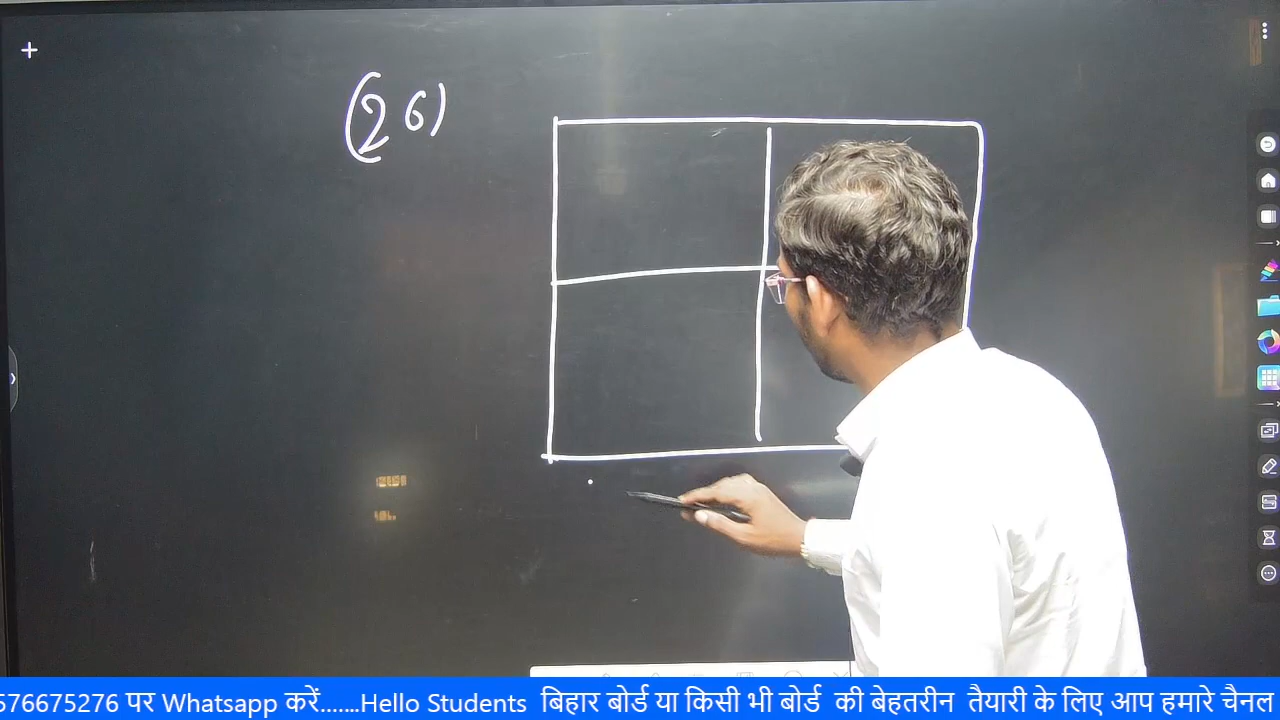 (26)
576675276 पर Whatsapp करें.......Hello Students बिहार बोर्ड या किसी भी बोर्ड की बेहतरीन तैयारी के लिए आप हमारे चैनल